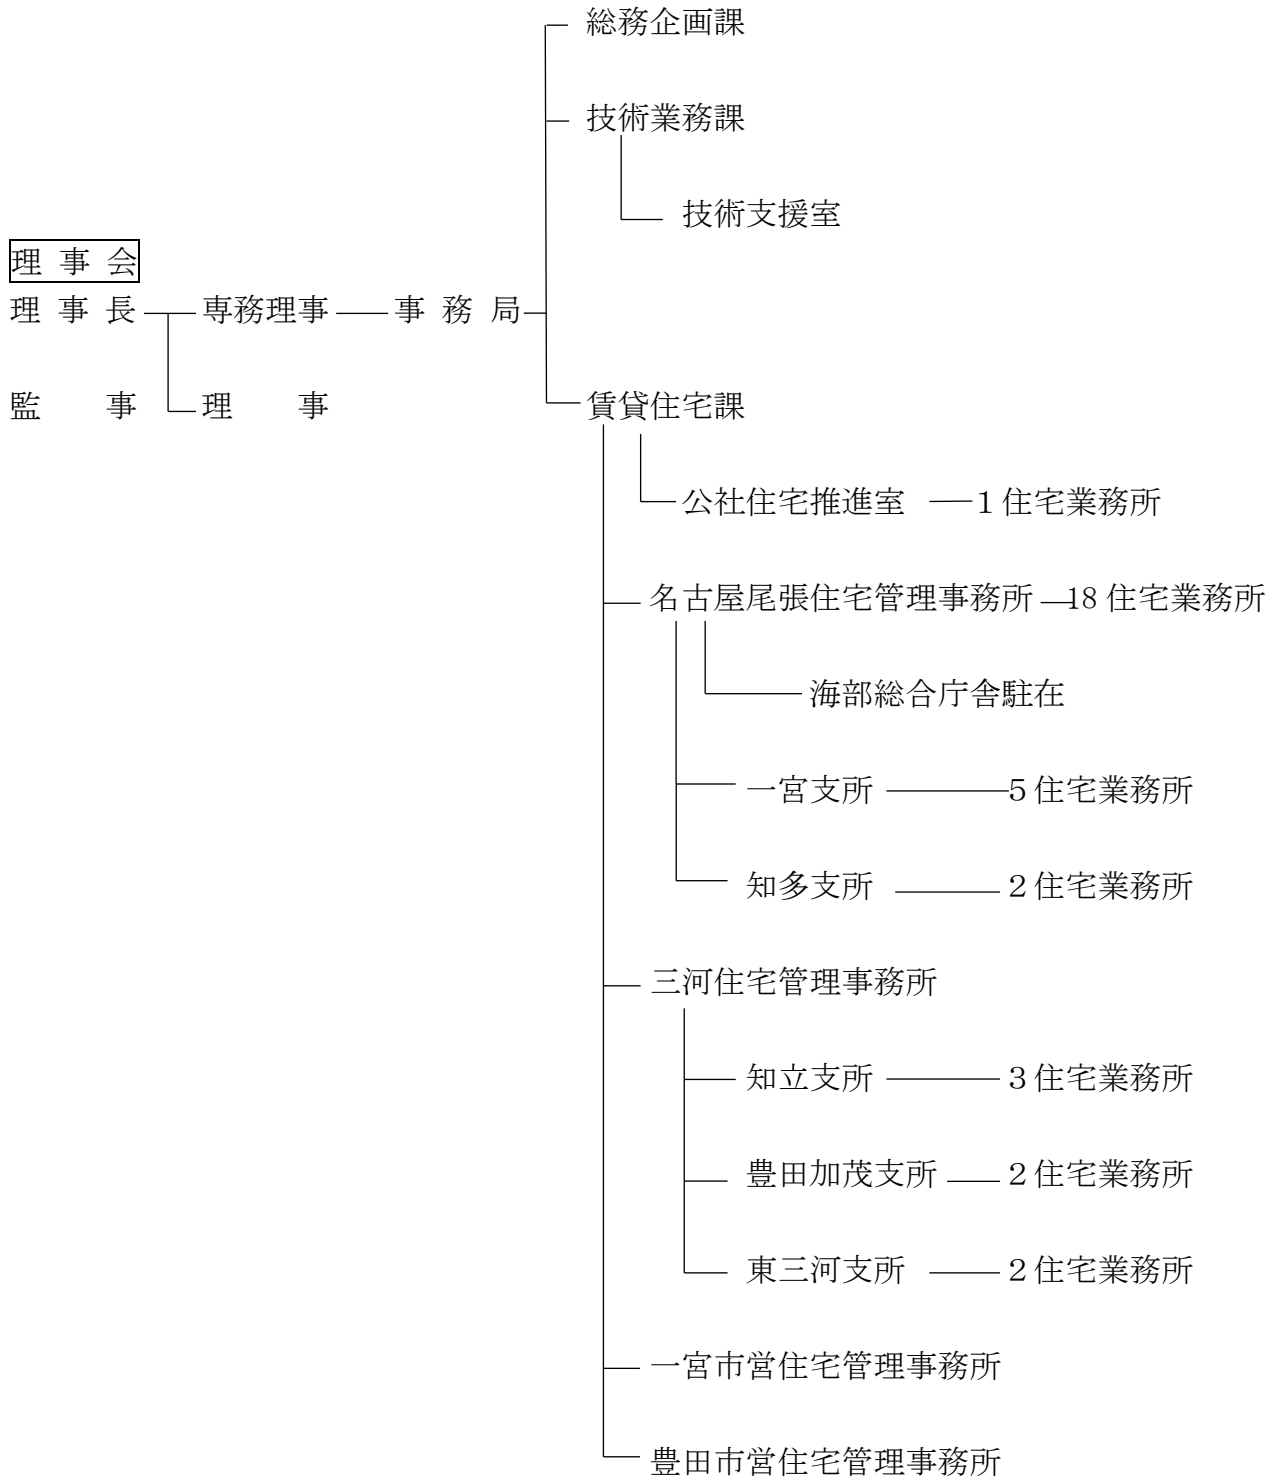 総務企画課
技術業務課
技術支援室
理 事 会
理 事 長 専務理事 事 務 局
監 事 理 事 賃貸住宅課
公社住宅推進室 1住宅業務所
名古屋尾張住宅管理事務所 18住宅業務所
海部総合庁舎駐在
一宮支所 5住宅業務所
知多支所 2住宅業務所
三河住宅管理事務所
知立支所 3住宅業務所
豊田加茂支所 2住宅業務所
東三河支所 2住宅業務所
一宮市営住宅管理事務所
豊田市営住宅管理事務所